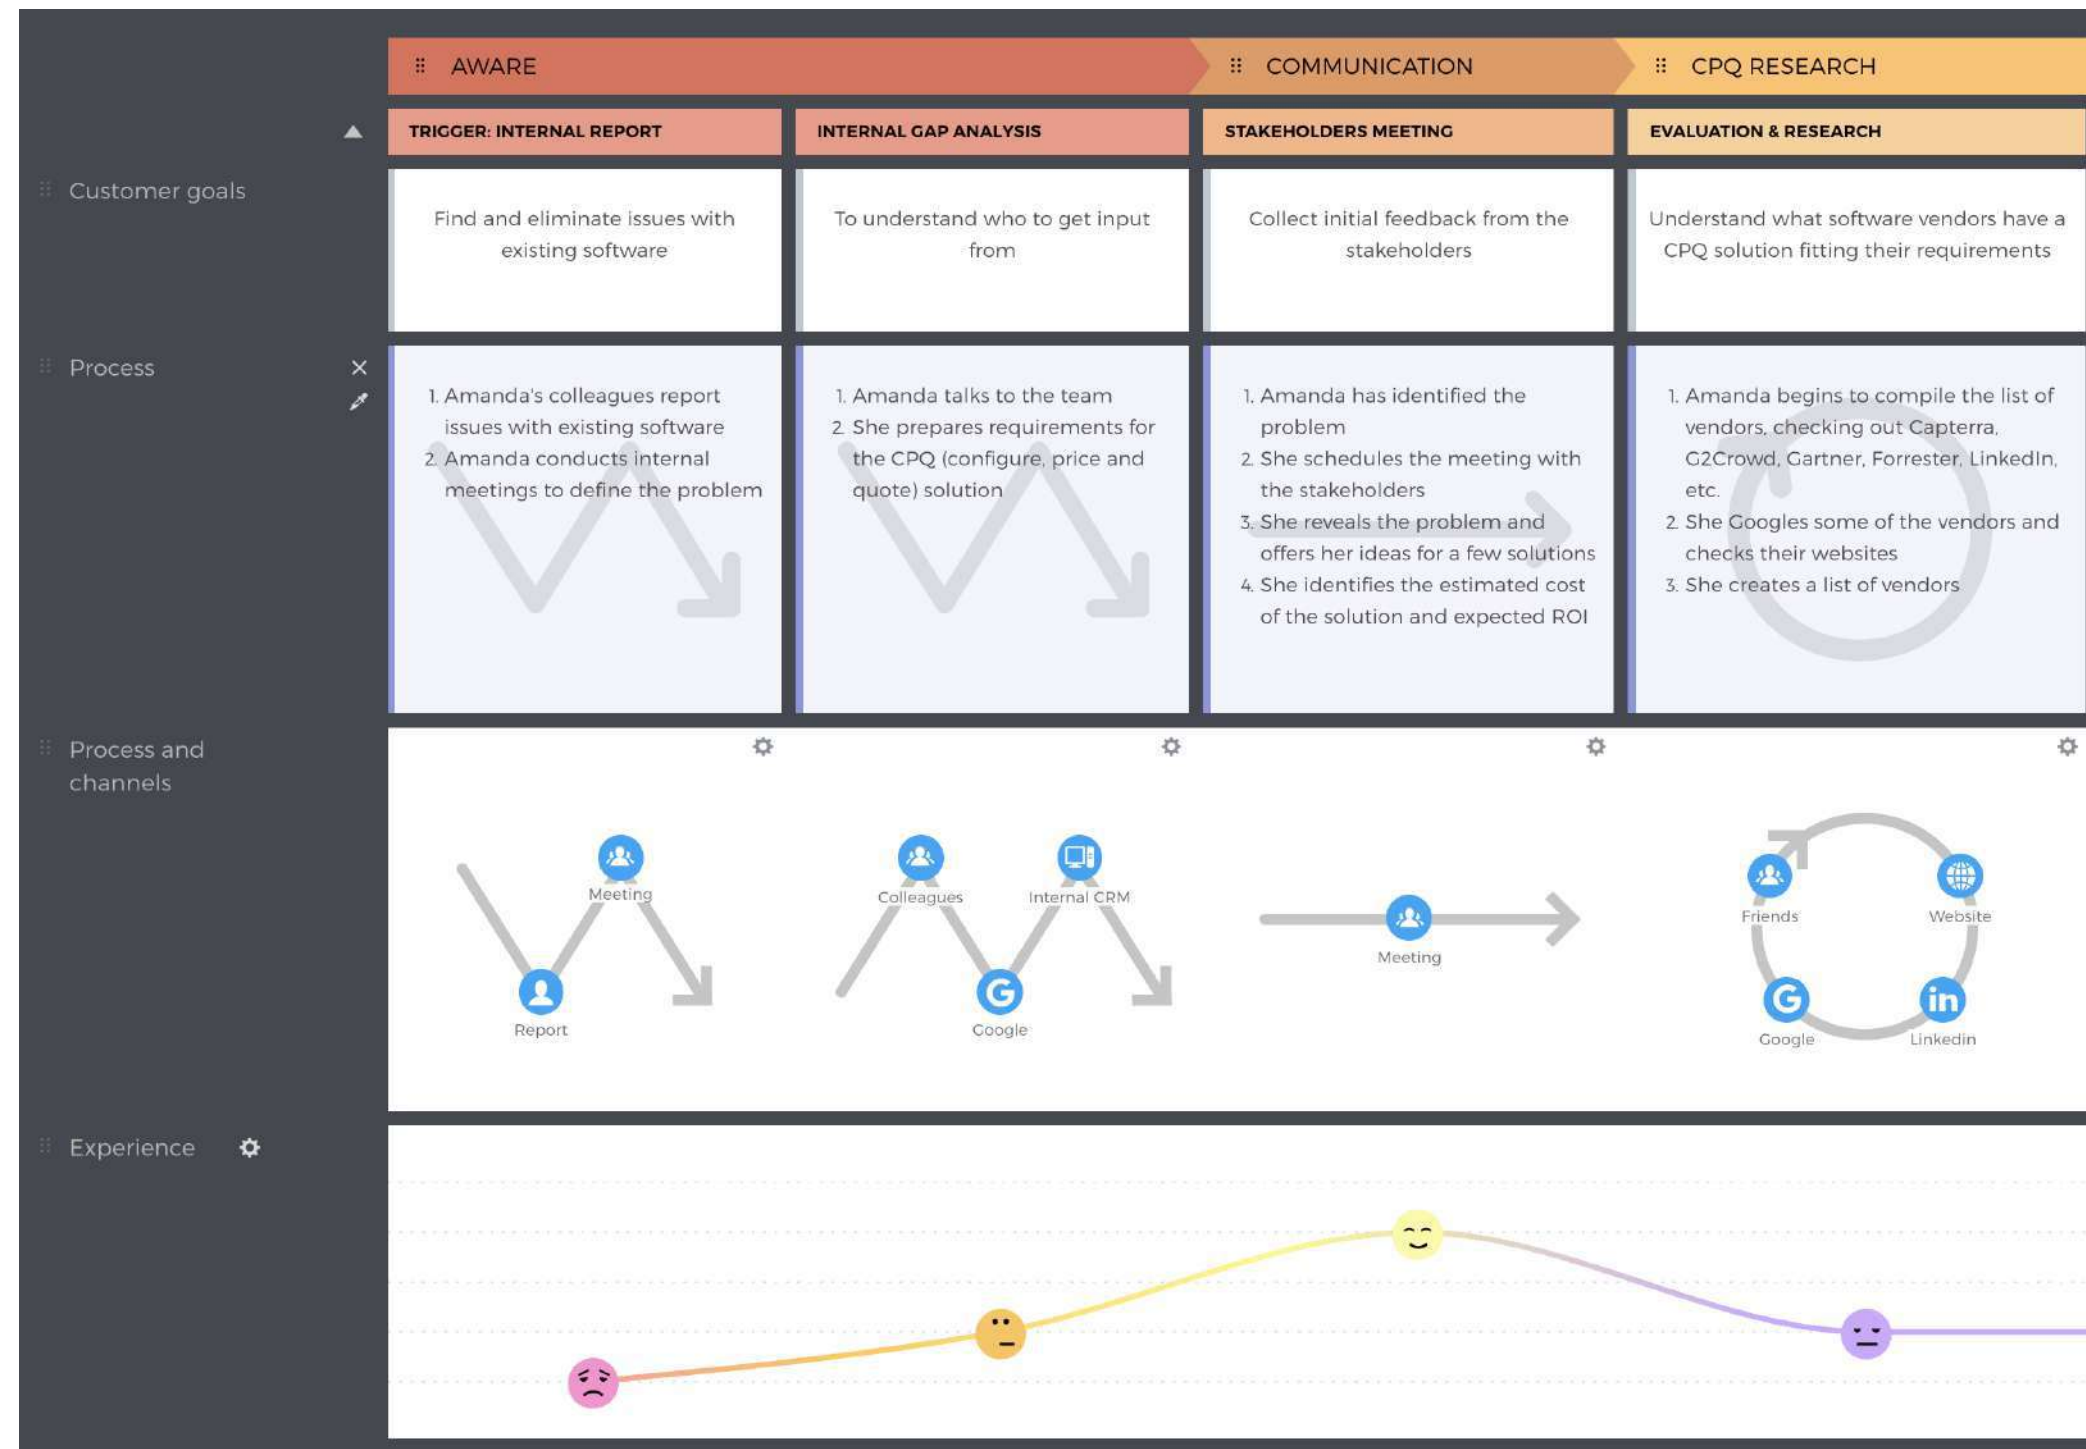 AWARE
COMMUNICATION
CPQ RESEARCH
TRIGGER: INTERNAL REPORT
INTERNAL GAP ANALYSIS
STAKEHOLDERS MEETING
EVALUATION & RESEARCH
Customer goals
Find and eliminate issues with
existing software
To understand who to get input
from
Collect initial feedback from the
stakeholders
Understand what software vendors have a
CPQ solution fitting their requirements
Process
1. Amanda's colleagues report
issues with existing software
2. Amanda conducts internal
meetings to define the problem
1. Amanda talks to the team
2. She prepares requirements for
the CPQ (configure, price and
quote) solution
1. Amanda has identified the
problem
2. She schedules the meeting with
the stakeholders
3. She reveals the problem and
offers her ideas for a few solutions
4. She identifies the estimated cost
of the solution and expected ROI
1. Amanda begins to compile the list of
vendors, checking out Capterra,
G2Crowd, Gartner, Forrester, LinkedIn,
etc.
2. She Googles some of the vendors and
checks their websites
3. She creates a list of vendors
Process and
channels
Meeting
Report
Colleagues
Internal CRM
G
Google
Meeting
Friends
Website
G
in
Google
Linkedin
Experience